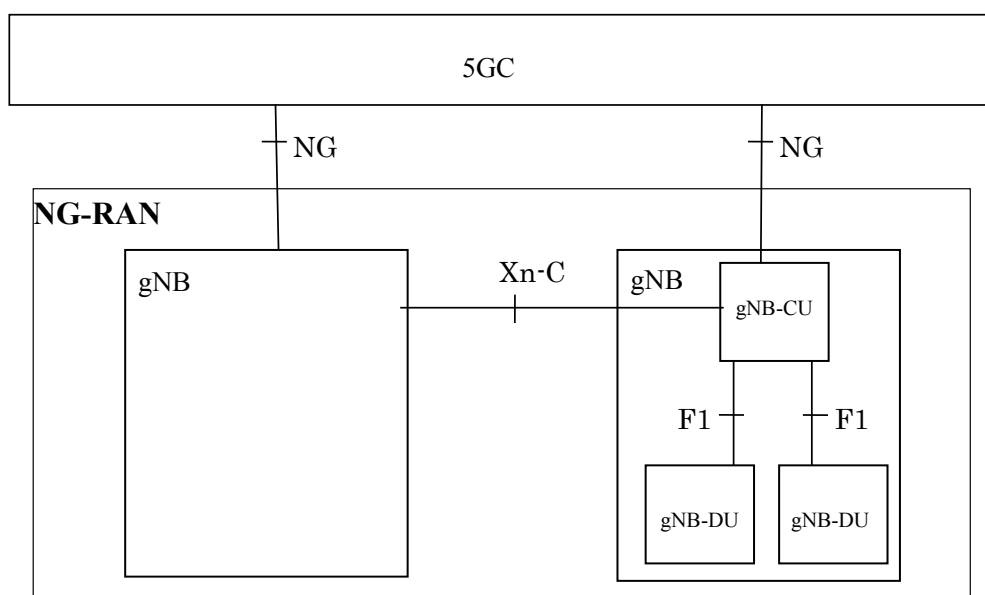 5GC
NG
NG
NG-RAN
gNB
Xn-C
gNB
gNB-CU
F1
F1
gNB-DU
gNB-DU